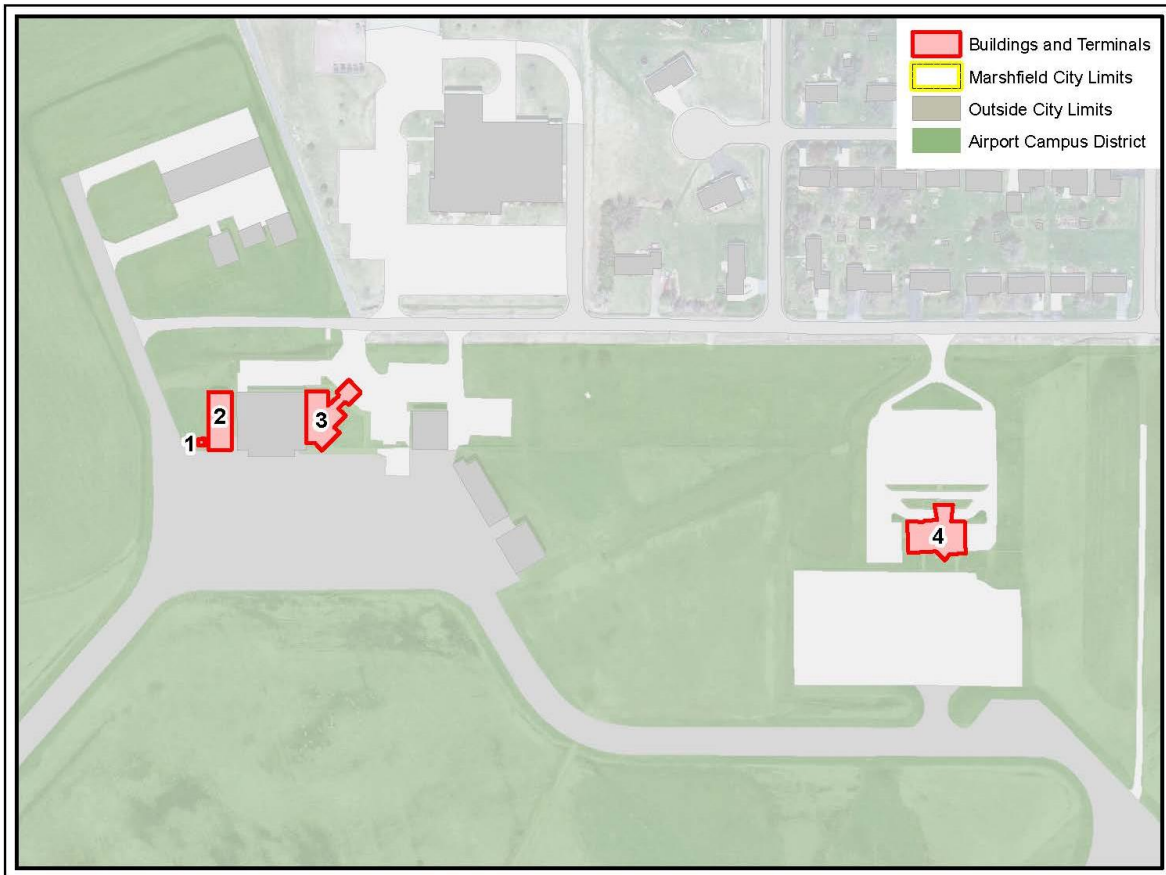 Buildings and Terminals
Marshfield City Limits
Outside City Limits
Airport Campus District
1
2
3
4